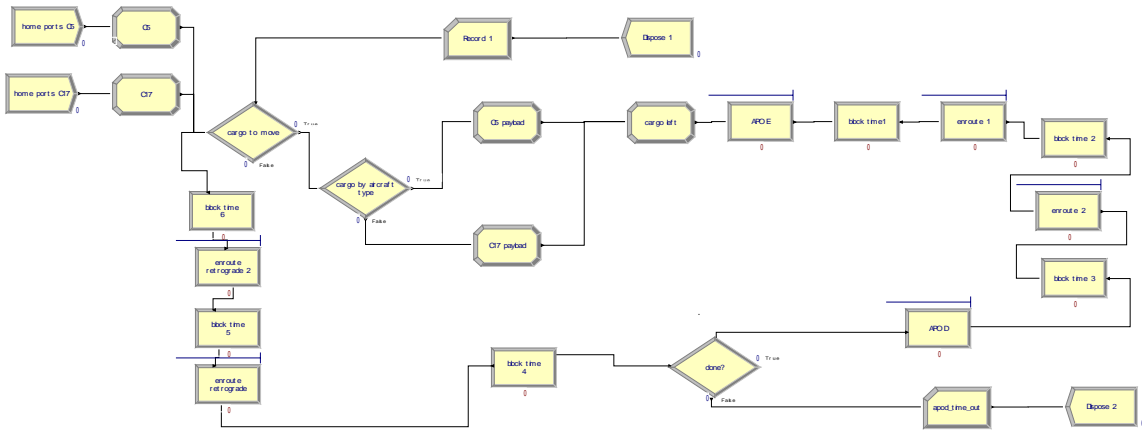 home ports C5
0
C5
Record 1
Dispose 1
0
home ports C17
0
C17
cargo to move
0
True
0
False
C5 payload
cargo left
APOE
0
block time1
0
enroute 1
0
block time 2
0
cargo by aircraft
type
0
True
0
False
block time
6
0
enroute 2
0
C17 payload
enroute
retrograde 2
0
block time 3
0
block time
5
0
APOD
0
enroute
retrograde
0
block time
4
0
done?
0
True
0
False
apod_time_out
Dispose 2